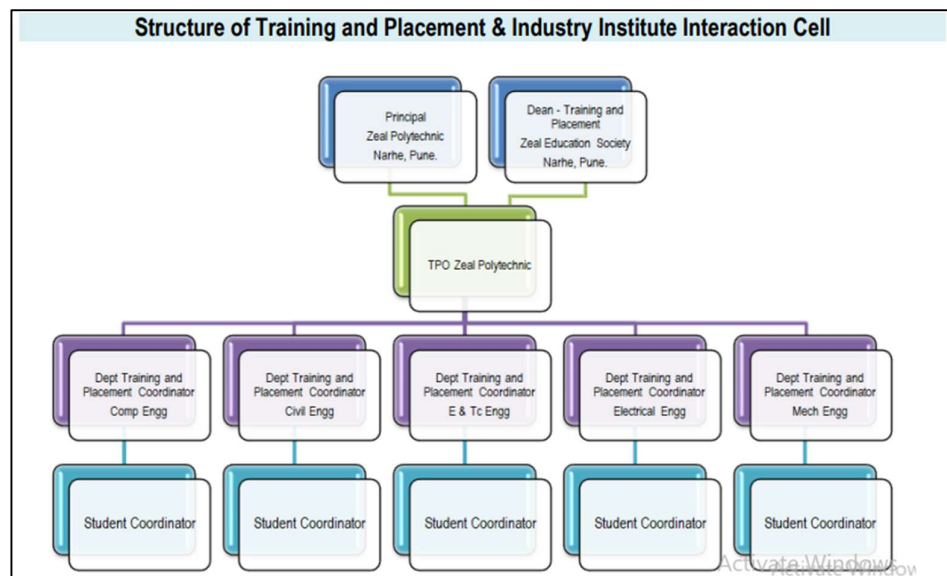 Structure of Training and Placement & Industry Institute Interaction Cell
Principal
Zeal Polytechnic
Narhe, Pune.
Dean - Training and
Placement
Zeal Education Society
Narhe, Pune.
TPO Zeal Polytechnic
Dept Training and
Placement Coordinator
Comp Engg
Dept Training and
Placement Coordinator
Civil Engg
Dept Training and
Placement Coordinator
E & Tc Engg
Dept Training and
Placement Coordinator
Electrical Engg
Dept Training and
Placement Coordinator
Mech Engg
Student Coordinator
Student Coordinator
Student Coordinator
Student Coordinator
Student Coordinator
Activate Windows
Activate Window